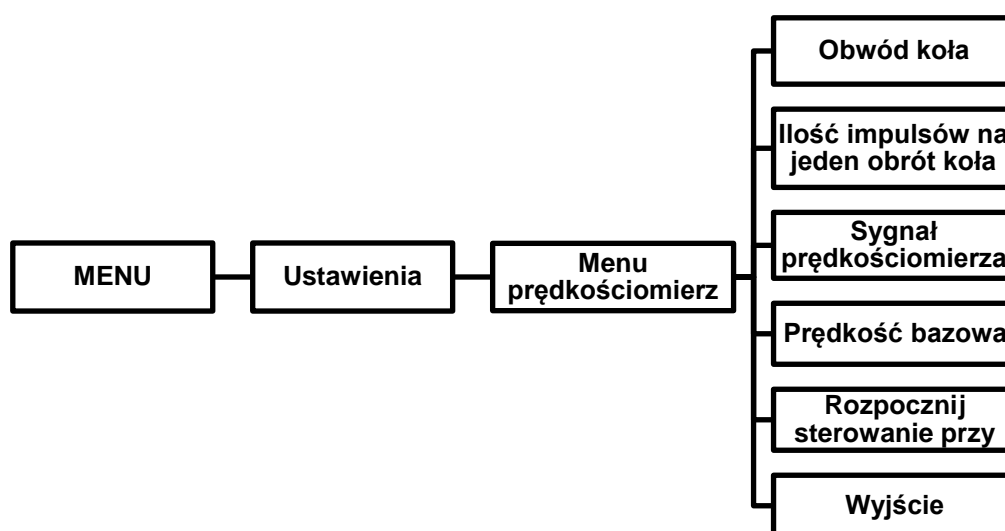 Obwód koła
Ilość impulsów na
jeden obrót koła
Sygnał
prędkościomierza
MENU
Ustawienia
Menu
prędkościomierz
Prędkość bazowa
Rozpocznij
sterowanie przy
Wyjście